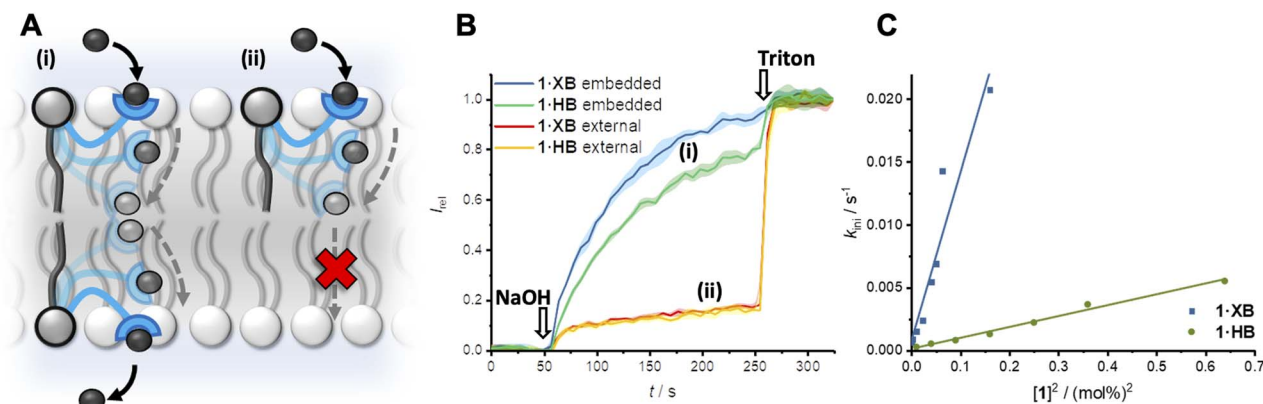 A
(i)
(ii)
B
NaOH
Triton
1·XB embedded
1·HB embedded
1·XB external
1·HB external
(i)
(ii)
I rel
1.0
0.8
0.6
0.4
0.2
0.0
0
50
100
150
200
250
300
t / s
C
k ini / s⁻¹
0.020
0.015
0.010
0.005
0.000
0.0
0.1
0.2
0.3
0.4
0.5
0.6
0.7
1·XB
1·HB
[1]² / (mol%)²